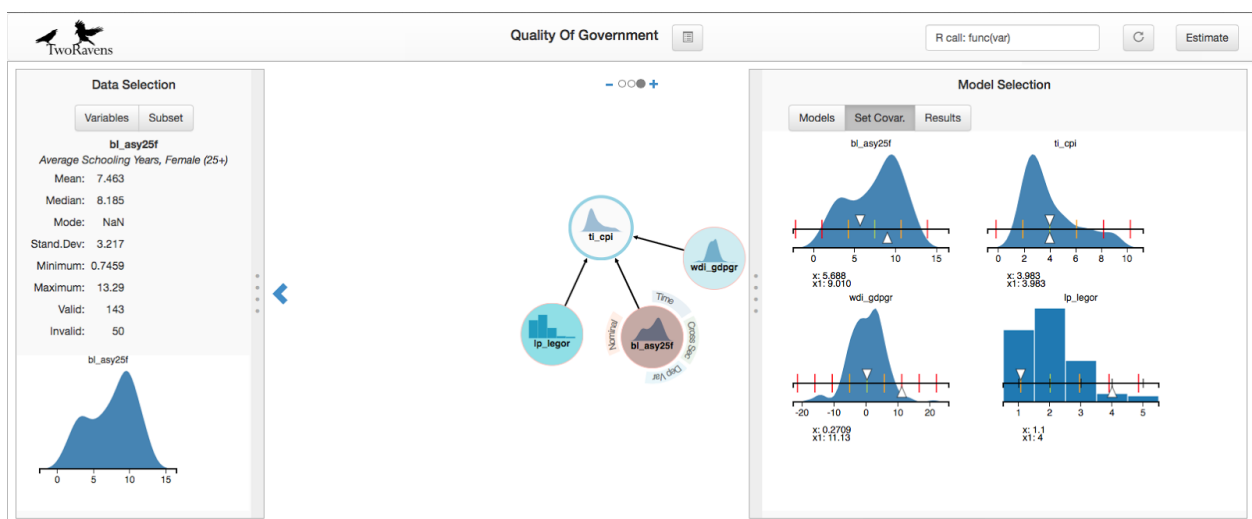 TwoRavens
Quality Of Government
R call: func(var)
Estimate
Data Selection
Variables Subset
bl_asy25f
Average Schooling Years, Female (25+)
Mean: 7.463
Median: 8.185
Mode: NaN
Stand.Dev: 3.217
Minimum: 0.7459
Maximum: 13.29
Valid: 143
Invalid: 50
bl_asy25f
0 5 10 15
ti_cpi
wdi_gdpgr
lp_legor
bl_asy25f
Time
Cross Sec
Dep Var
Nominal
Model Selection
Models Set Covar. Results
bl_asy25f
0 5 10 15
x: 5.688
x1: 9.010
ti_cpi
0 2 4 6 8 10
x: 3.983
x1: 3.983
wdi_gdpgr
-20 -10 0 10 20
x: 0.2709
x1: 11.13
lp_legor
1 2 3 4 5
x: 1.1
x1: 4